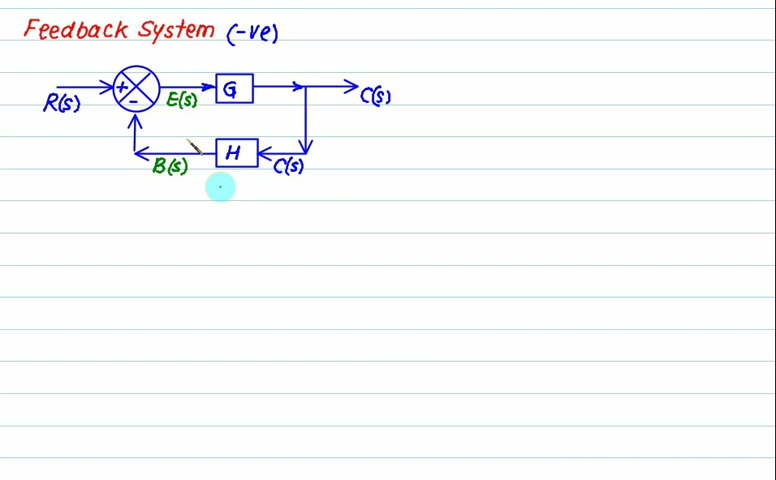 Feedback System (-ve)
+
-
R(s)
E(s)
G
C(s)
B(s)
H
C(s)